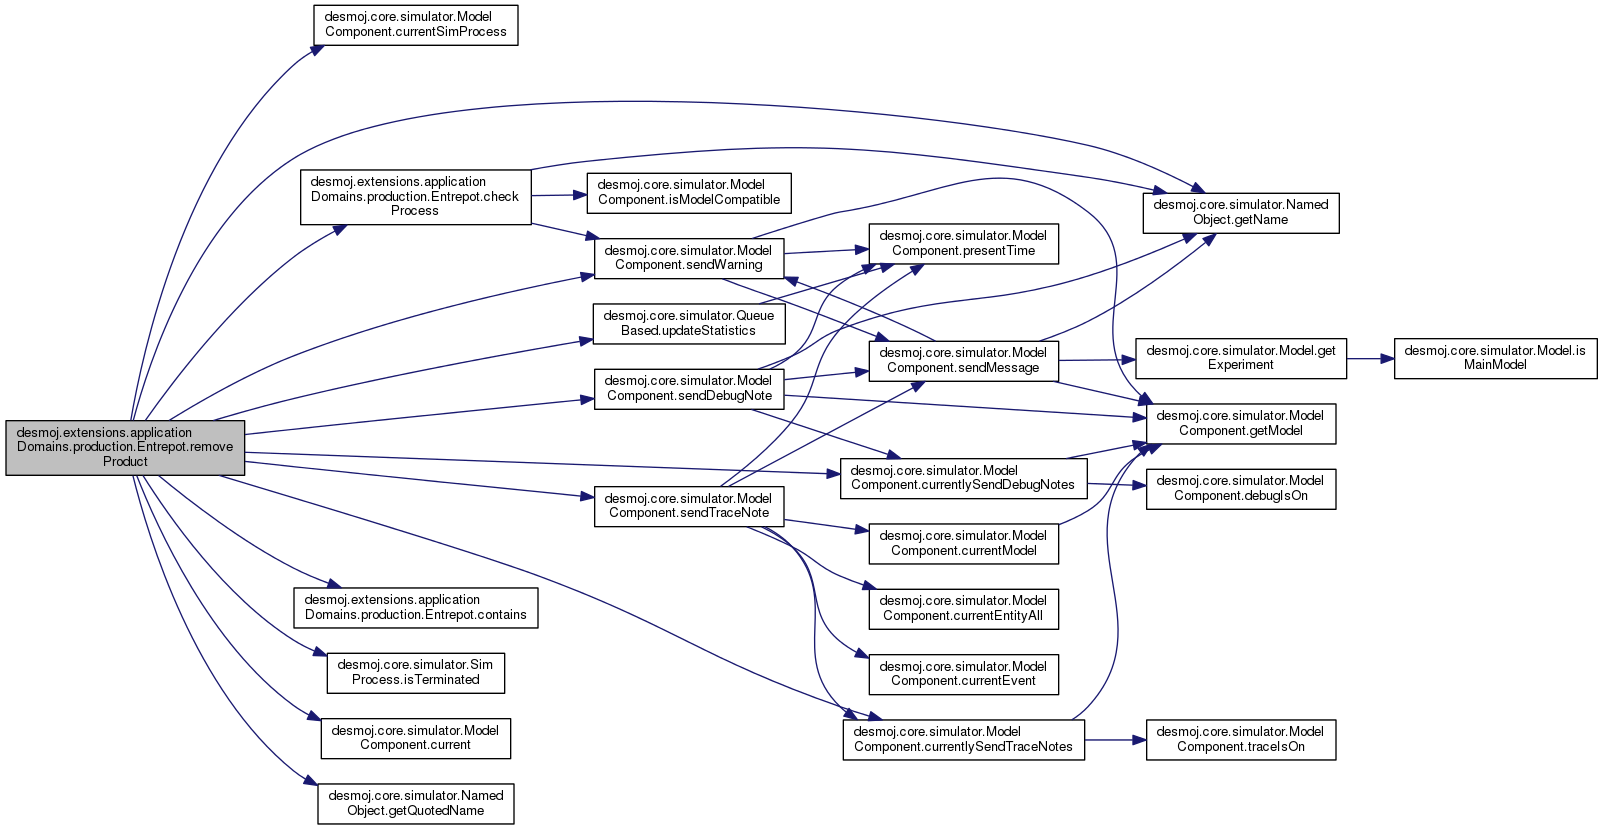 desmoj.core.simulator.Model
Component.currentSimProcess
desmoj.extensions.application
Domains.production.Entrepot.check
Process
desmoj.core.simulator.Model
Component.isModelCompatible
desmoj.core.simulator.Named
Object.getName
desmoj.core.simulator.Model
Component.sendWarning
desmoj.core.simulator.Model
Component.presentTime
desmoj.core.simulator.Queue
Based.updateStatistics
desmoj.core.simulator.Model
Component.sendMessage
desmoj.core.simulator.Model.get
Experiment
desmoj.core.simulator.Model.is
MainModel
desmoj.core.simulator.Model
Component.sendDebugNote
desmoj.core.simulator.Model
Component.getModel
desmoj.extensions.application
Domains.production.Entrepot.remove
Product
desmoj.core.simulator.Model
Component.currentlySendDebugNotes
desmoj.core.simulator.Model
Component.debugIsOn
desmoj.core.simulator.Model
Component.sendTraceNote
desmoj.core.simulator.Model
Component.currentModel
desmoj.extensions.application
Domains.production.Entrepot.contains
desmoj.core.simulator.Model
Component.currentEntityAll
desmoj.core.simulator.Sim
Process.isTerminated
desmoj.core.simulator.Model
Component.currentEvent
desmoj.core.simulator.Model
Component.current
desmoj.core.simulator.Model
Component.currentlySendTraceNotes
desmoj.core.simulator.Model
Component.traceIsOn
desmoj.core.simulator.Named
Object.getQuotedName